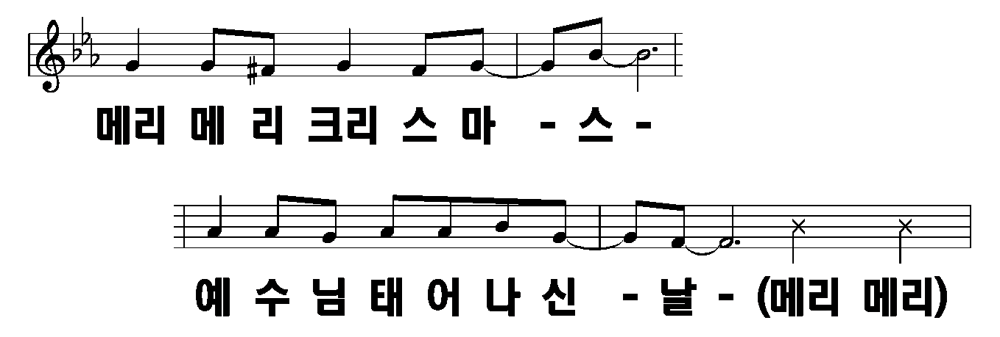 메리 메 리 크리 스 마 - 스 -
예 수 님 태 어 나 신 - 날 - (메리 메리)